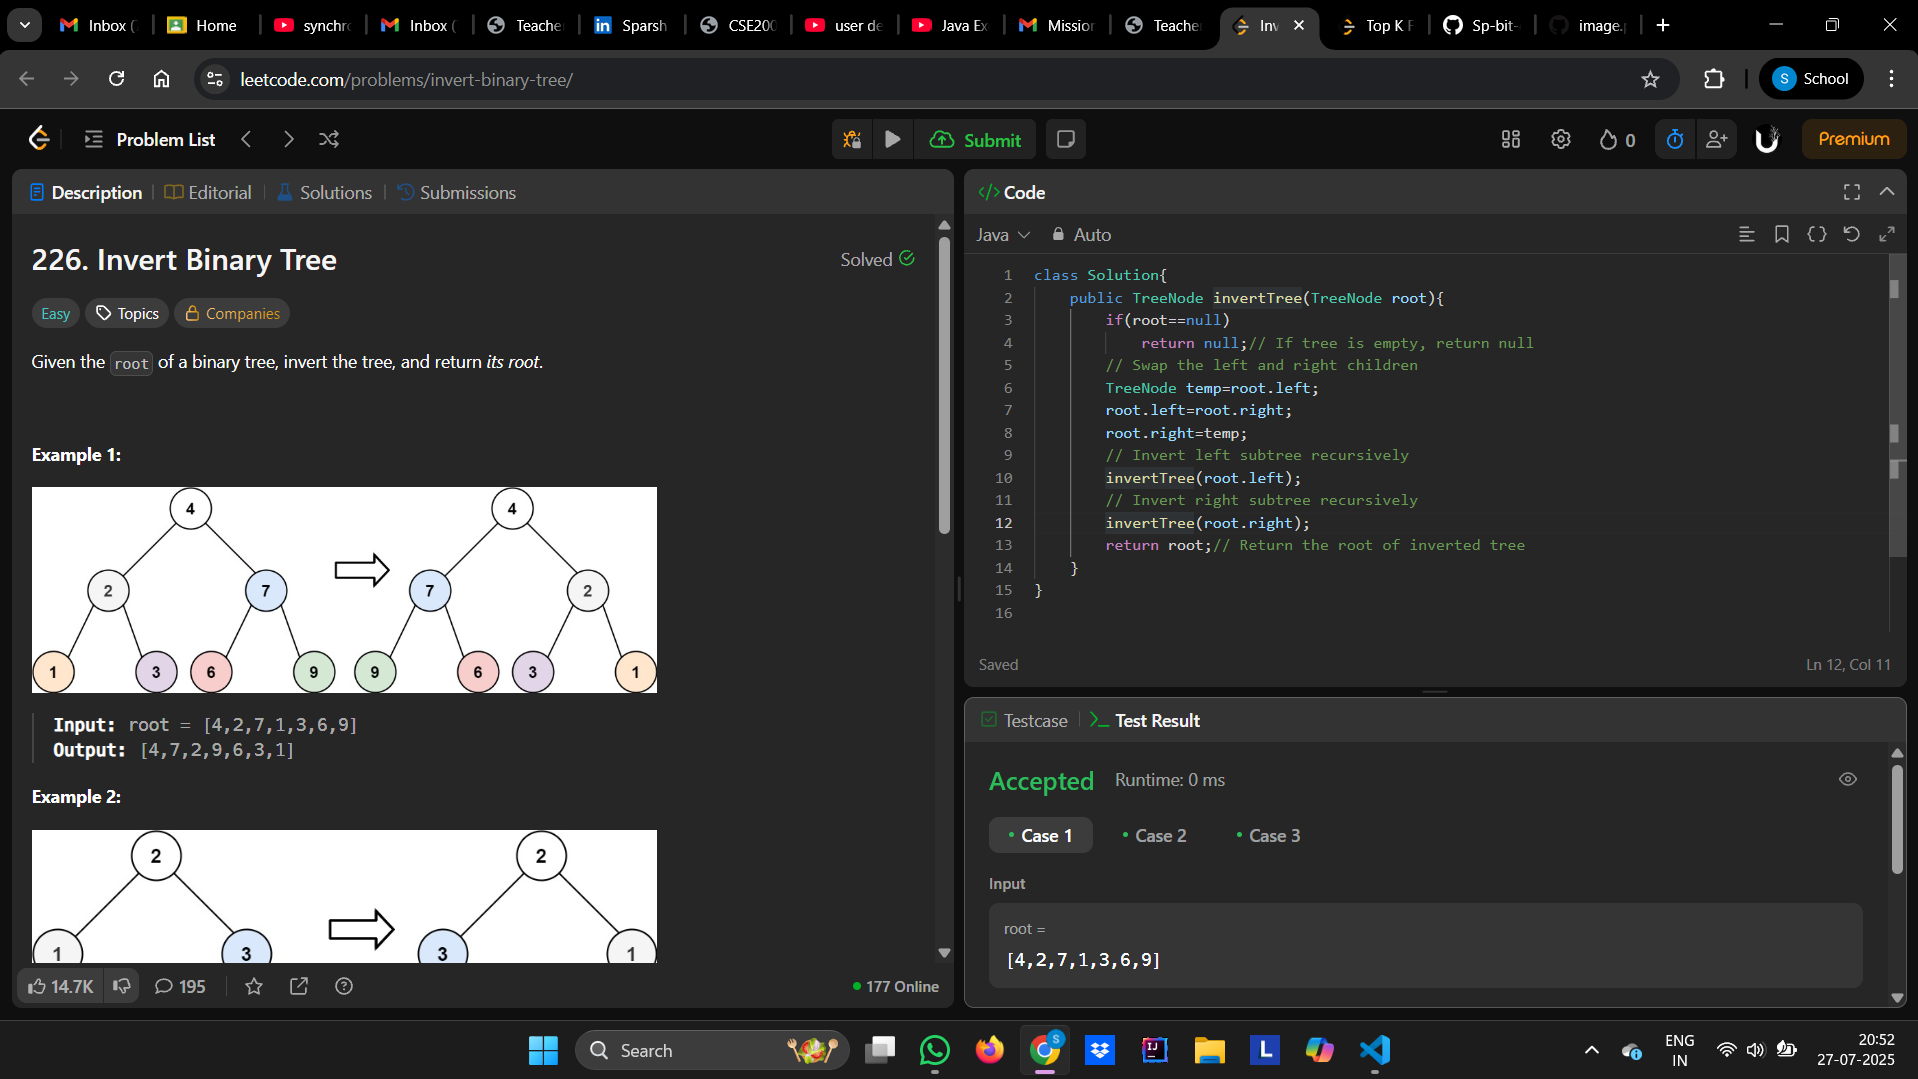 Inbox (
Home
synchr
Inbox (
Teache
Sparsh
CSE200
user de
Java Ex
Mission
Teache
Inv
Top K F
Sp-bit-
image.p
leetcode.com/problems/invert-binary-tree/
S School
Problem List
Submit
0
Premium
Description
Editorial
Solutions
Submissions
226. Invert Binary Tree
Solved
Easy
Topics
Companies
Given the root of a binary tree, invert the tree, and return its root.
Example 1:
4 4
2 7 7 2
1 3 6 9 9 6 3 1
Input: root = [4,2,7,1,3,6,9]
Output: [4,7,2,9,6,3,1]
Example 2:
2 2
1 3 3 1
14.7K
195
177 Online
Code
Java
Auto
1 class Solution{
2 public TreeNode invertTree(TreeNode root){
3 if(root==null)
4 return null;// If tree is empty, return null
5 // Swap the left and right children
6 TreeNode temp=root.left;
7 root.left=root.right;
8 root.right=temp;
9 // Invert left subtree recursively
10 invertTree(root.left);
11 // Invert right subtree recursively
12 invertTree(root.right);
13 return root;// Return the root of inverted tree
14 }
15 }
16
Saved
Ln 12, Col 11
Testcase
Test Result
Accepted
Runtime: 0 ms
Case 1
Case 2
Case 3
Input
root =
[4,2,7,1,3,6,9]
Search
S
IJ
L
ENG
IN
20:52
27-07-2025